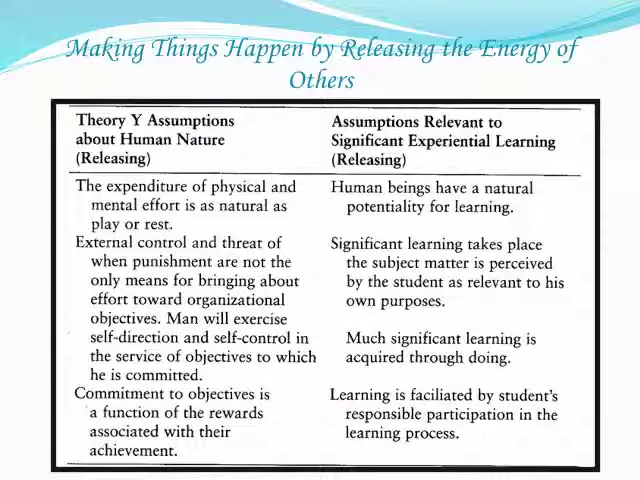 Making Things Happen by Releasing the Energy of
Others
Theory Y Assumptions
about Human Nature
(Releasing)
The expenditure of physical and
mental effort is as natural as
play or rest.
External control and threat of
when punishment are not the
only means for bringing about
effort toward organizational
objectives. Man will exercise
self-direction and self-control in
the service of objectives to which
he is committed.
Commitment to objectives is
a function of the rewards
associated with their
achievement.
Assumptions Relevant to
Significant Experiential Learning
(Releasing)
Human beings have a natural
potentiality for learning.
Significant learning takes place
the subject matter is perceived
by the student as relevant to his
own purposes.
Much significant learning is
acquired through doing.
Learning is faciliated by student's
responsible participation in the
learning process.